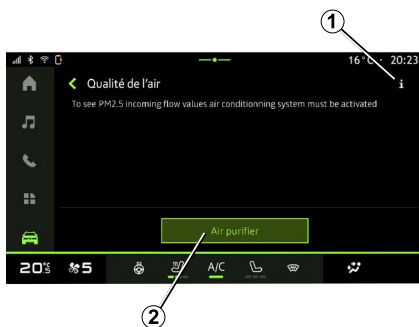 1
16°C · 20:23
Qualité de l'air
i
To see PM2.5 incoming flow values air conditionning system must be activated
Air purifier
20°5 5 A/C
2